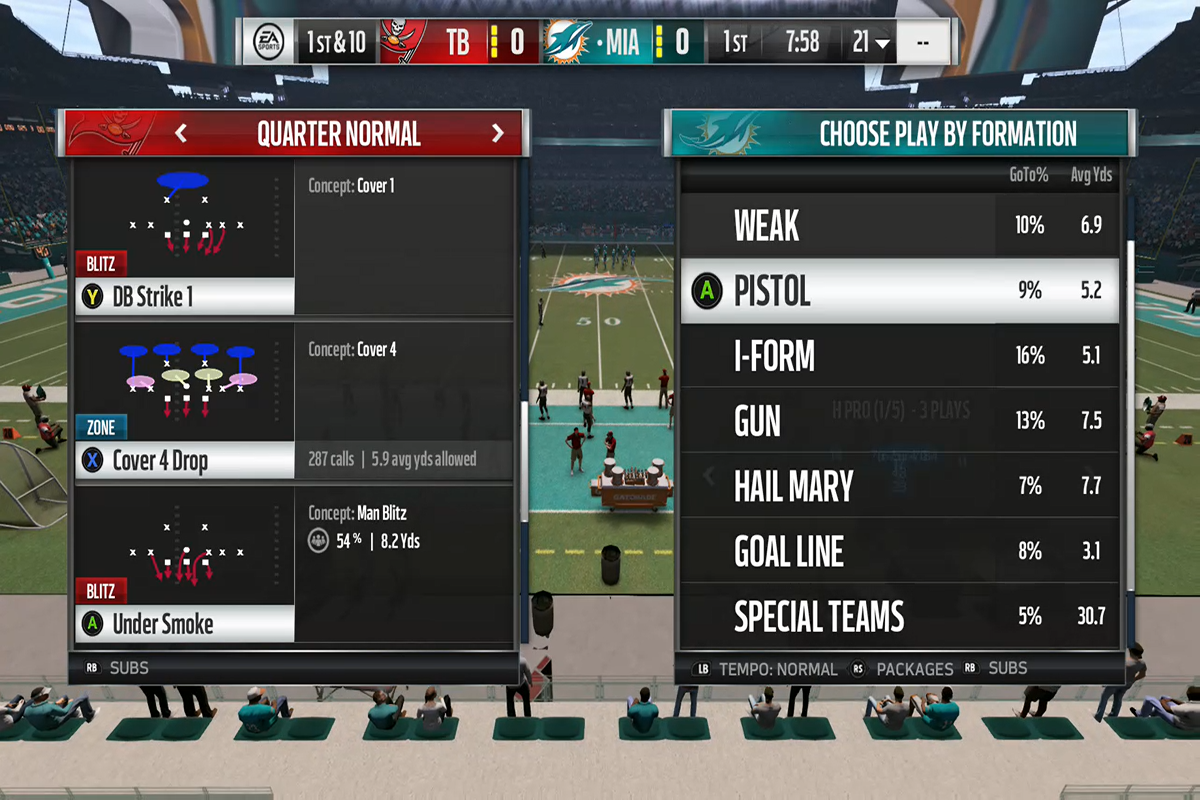 EA SPORTS 1ST & 10 TB 0 · MIA 0 1ST 7:58 21 --
QUARTER NORMAL
Concept: Cover 1
BLITZ
Y DB Strike 1
Concept: Cover 4
ZONE
X Cover 4 Drop
287 calls | 5.9 avg yds allowed
Concept: Man Blitz
54% | 8.2 Yds
BLITZ
A Under Smoke
RB SUBS
CHOOSE PLAY BY FORMATION
GoTo% Avg Yds
WEAK 10% 6.9
A PISTOL 9% 5.2
I-FORM 16% 5.1
H PRO (1/5) - 3 PLAYS
GUN 13% 7.5
HAIL MARY 7% 7.7
GOAL LINE 8% 3.1
SPECIAL TEAMS 5% 30.7
LB TEMPO: NORMAL RS PACKAGES RB SUBS
5 0